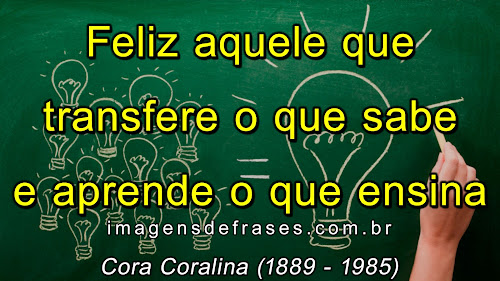 Feliz aquele que
transfere o que sabe
e aprende o que ensina
imagensdefrases.com.br
Cora Coralina (1889 - 1985)